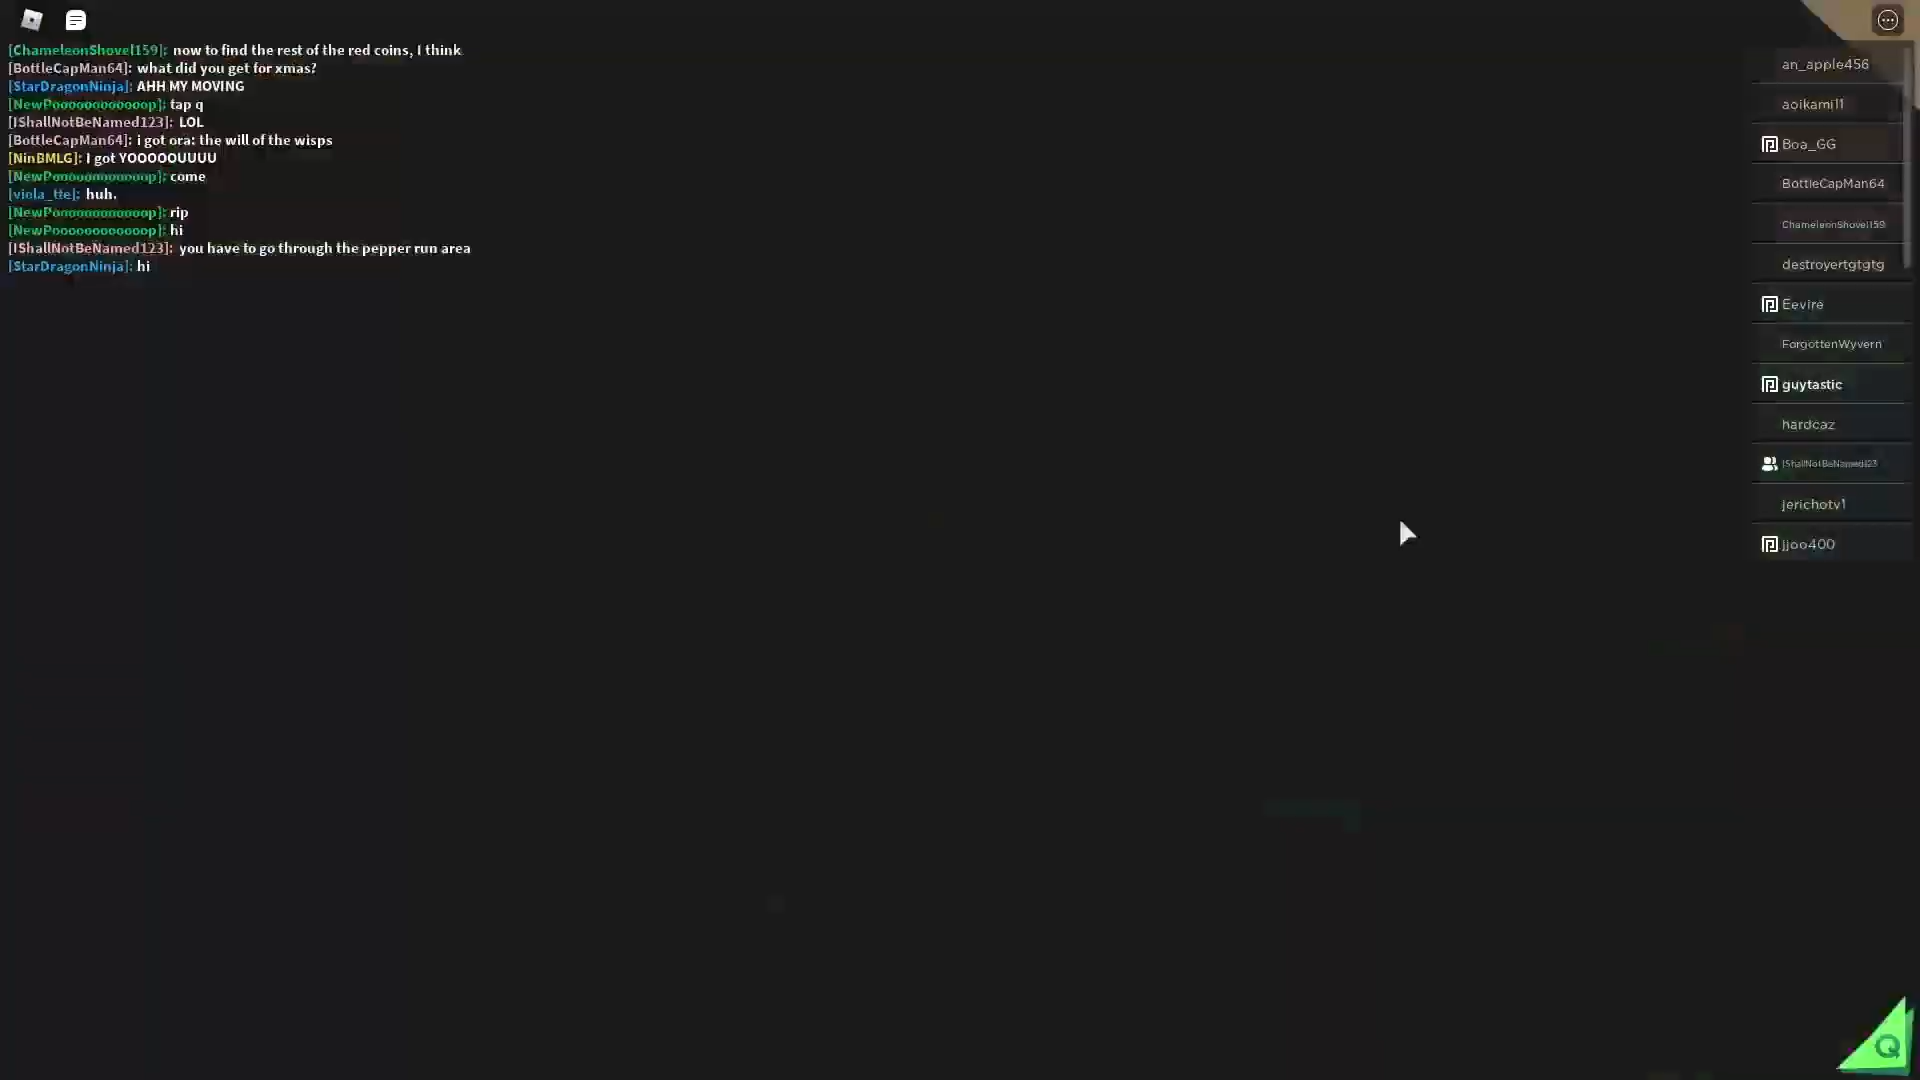 [ChameleonShovel159]: now to find the rest of the red coins, I think
[BottleCapMan64]: what did you get for xmas?
[StarDragonNinja]: AHH MY MOVING
[NewPoooooooooooop]: tap q
[IShallNotBeNamed123]: LOL
[BottleCapMan64]: i got ora: the will of the wisps
[NinBMLG]: I got YOOOOOUUUU
[NewPoooooooooooop]: come
[viola_tte]: huh.
[NewPoooooooooooop]: rip
[NewPoooooooooooop]: hi
[IShallNotBeNamed123]: you have to go through the pepper run area
[StarDragonNinja]: hi
an_apple456
aoikami11
Boa_GG
BottleCapMan64
ChameleonShovel159
destroyertgtgtg
Eevire
ForgottenWyvern
guytastic
hardcaz
IShallNotBeNamed123
jerichotv1
jjoo400
Q